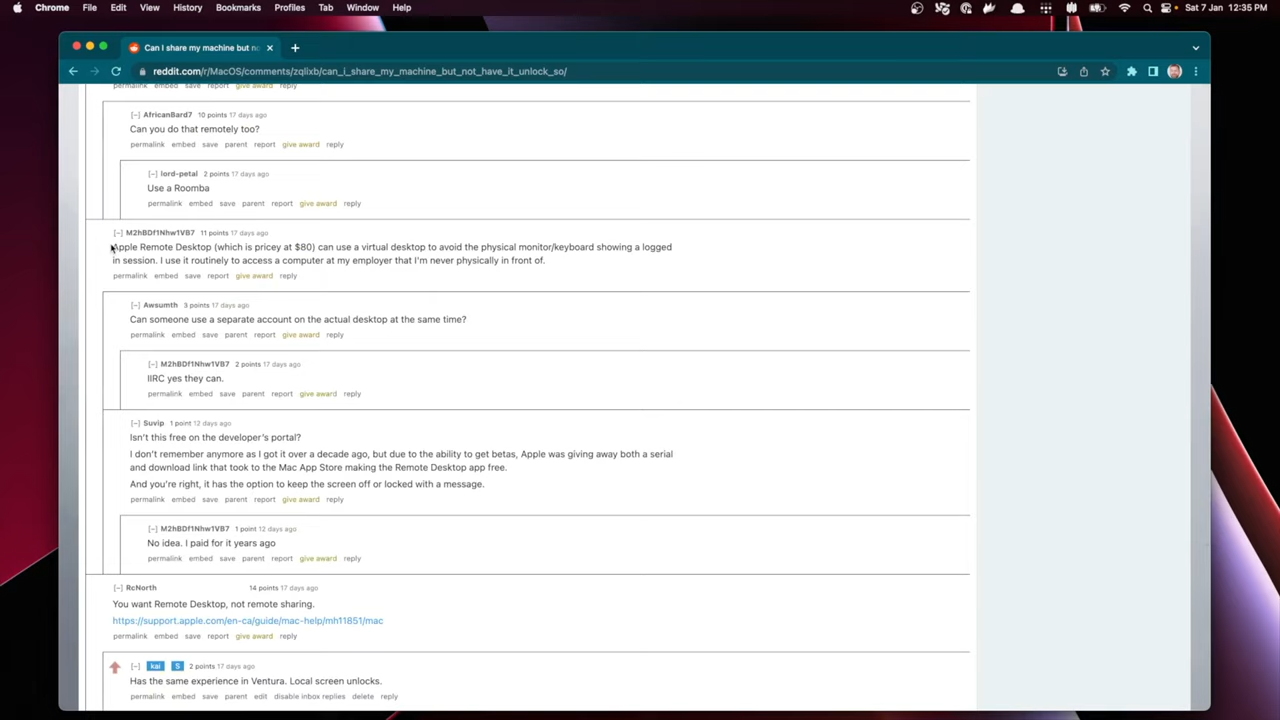 Chrome File Edit View History Bookmarks Profiles Tab Window Help Sat 7 Jan 12:35 PM
Can I share my machine but no
reddit.com/r/MacOS/comments/zqlixb/can_i_share_my_machine_but_not_have_it_unlock_so/
permalink embed save report give award reply
[–] AfricanBard7 10 points 17 days ago
Can you do that remotely too?
permalink embed save parent report give award reply
[–] lord-petal 2 points 17 days ago
Use a Roomba
permalink embed save parent report give award reply
[–] M2hBDf1Nhw1VB7 11 points 17 days ago
Apple Remote Desktop (which is pricey at $80) can use a virtual desktop to avoid the physical monitor/keyboard showing a logged
in session. I use it routinely to access a computer at my employer that I'm never physically in front of.
permalink embed save report give award reply
[–] Awsumth 3 points 17 days ago
Can someone use a separate account on the actual desktop at the same time?
permalink embed save parent report give award reply
[–] M2hBDf1Nhw1VB7 2 points 17 days ago
IIRC yes they can.
permalink embed save parent report give award reply
[–] Suvip 1 point 12 days ago
Isn't this free on the developer's portal?
I don't remember anymore as I got it over a decade ago, but due to the ability to get betas, Apple was giving away both a serial
and download link that took to the Mac App Store making the Remote Desktop app free.
And you're right, it has the option to keep the screen off or locked with a message.
permalink embed save parent report give award reply
[–] M2hBDf1Nhw1VB7 1 point 12 days ago
No idea. I paid for it years ago
permalink embed save parent report give award reply
[–] RcNorth 14 points 17 days ago
You want Remote Desktop, not remote sharing.
https://support.apple.com/en-ca/guide/mac-help/mh11851/mac
permalink embed save report give award reply
[–] kai S 2 points 17 days ago
Has the same experience in Ventura. Local screen unlocks.
permalink embed save parent edit disable inbox replies delete reply